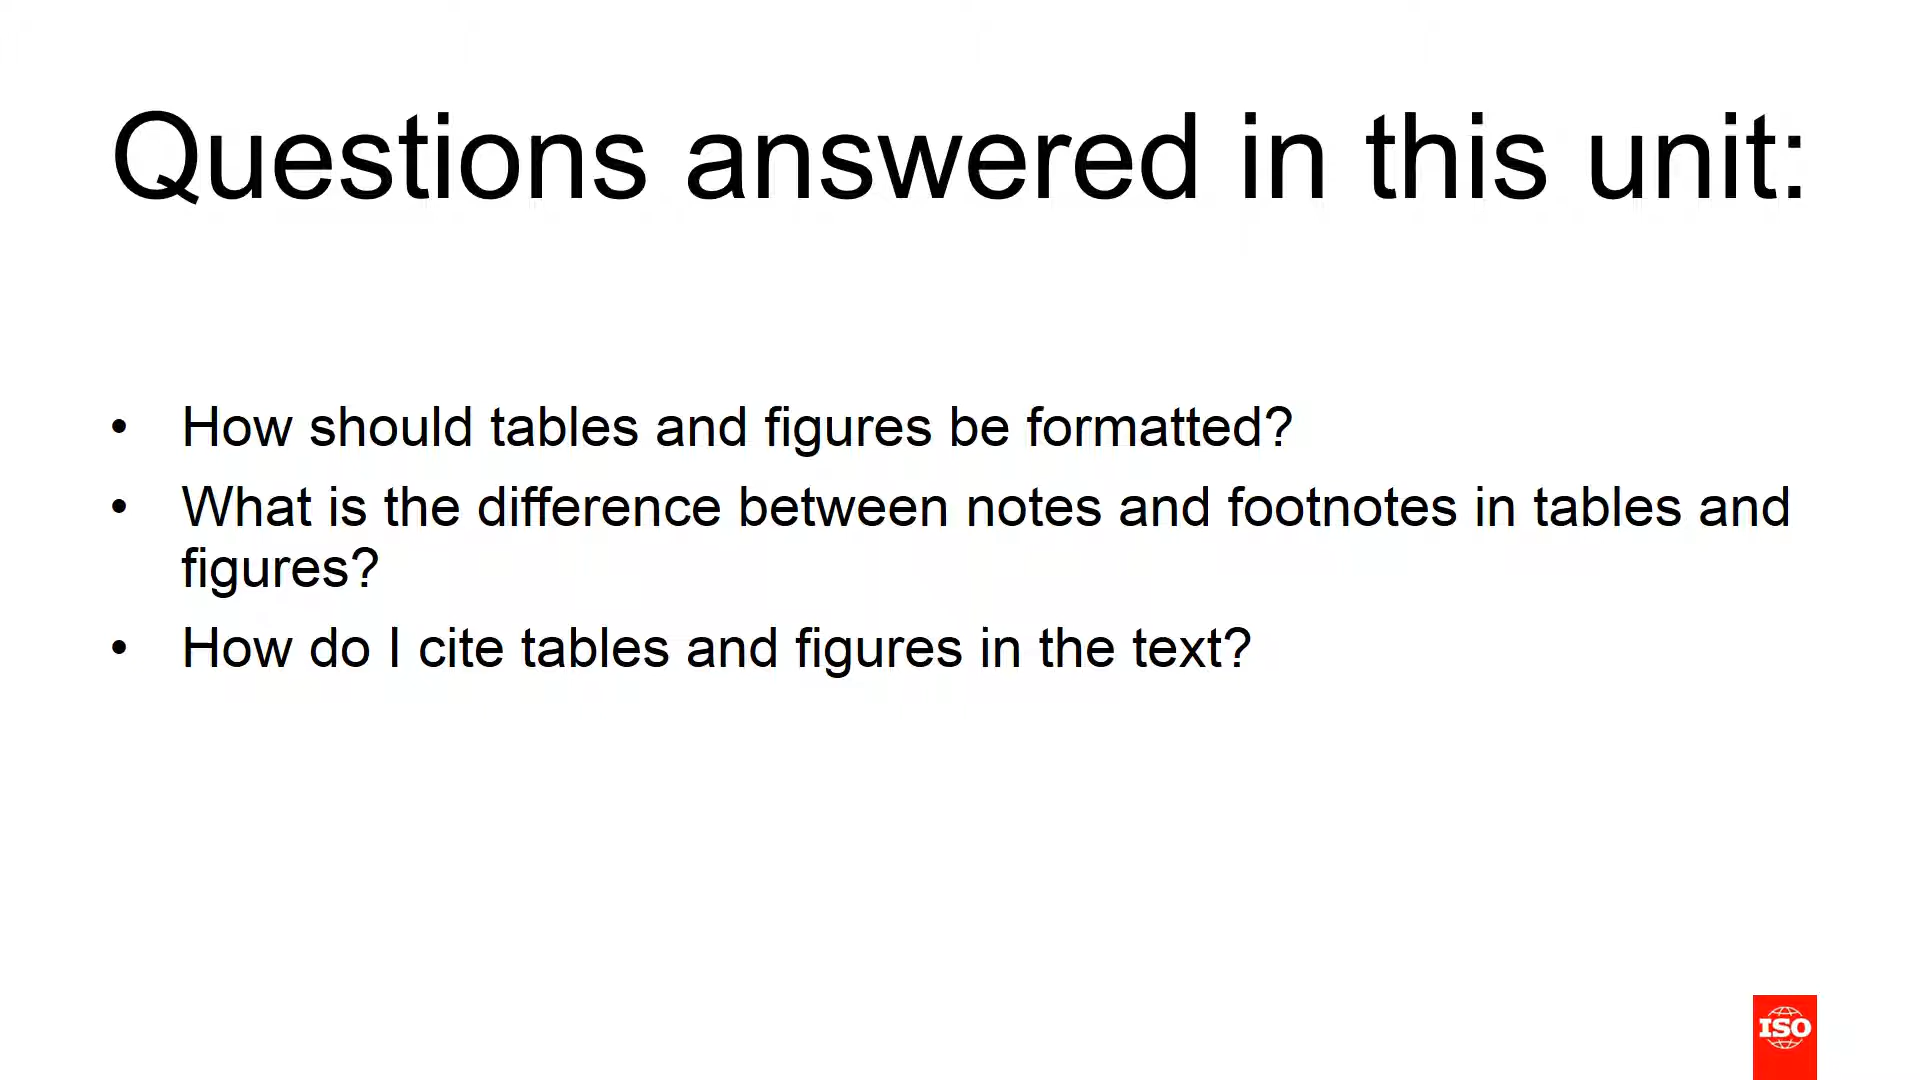 Questions answered in this unit:
• How should tables and figures be formatted?
• What is the difference between notes and footnotes in tables and
figures?
• How do I cite tables and figures in the text?
ISO